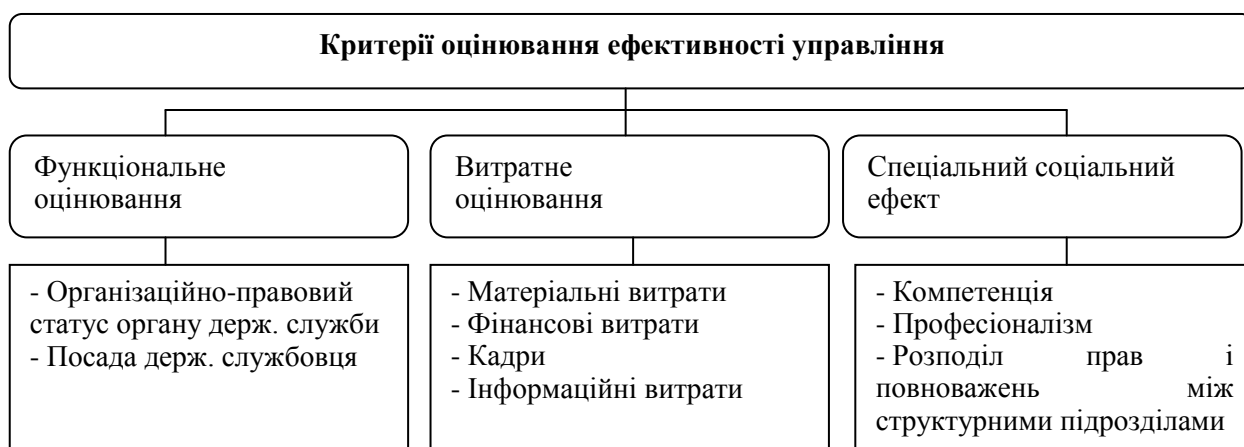 Критерії оцінювання ефективності управління
Функціональне
оцінювання
Витратне
оцінювання
Спеціальний соціальний
ефект
- Організаційно-правовий
статус органу держ. служби
- Посада держ. службовця
- Матеріальні витрати
- Фінансові витрати
- Кадри
- Інформаційні витрати
- Компетенція
- Професіоналізм
- Розподіл прав і
повноважень між
структурними підрозділами